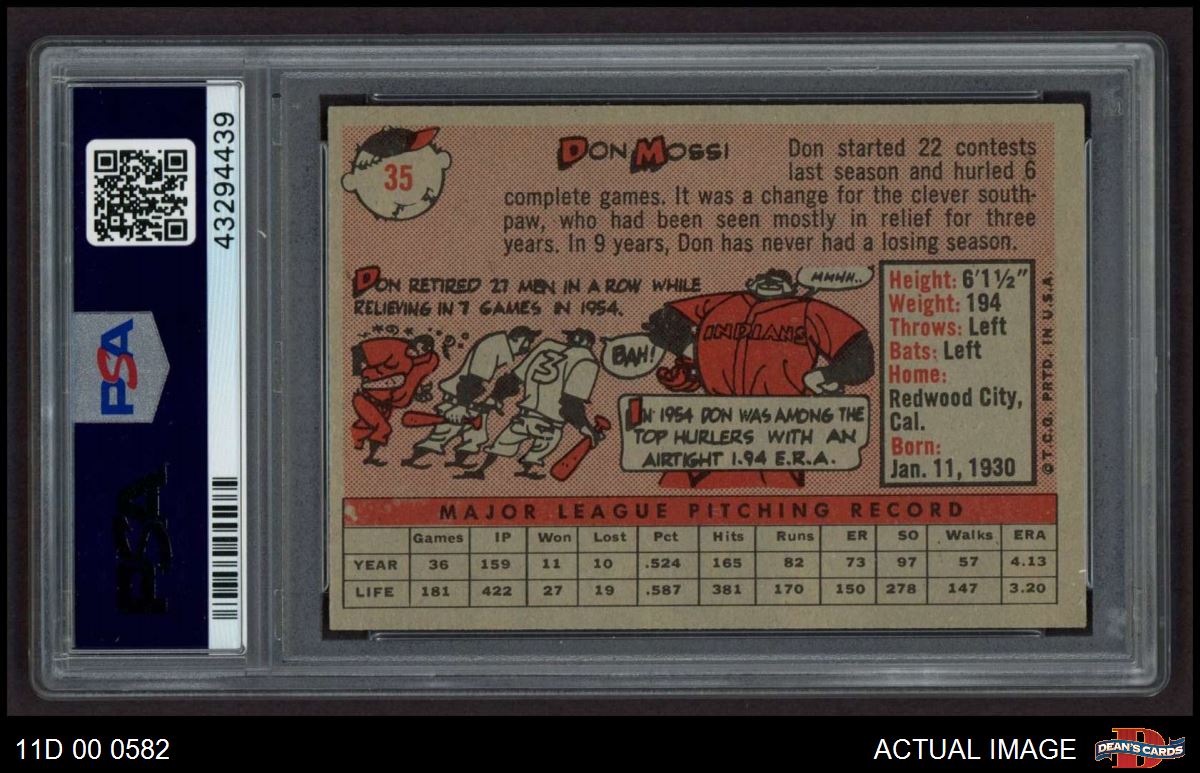 43294439
PSA
PSA
35
DON MOSSI
Don started 22 contests
last season and hurled 6
complete games. It was a change for the clever south-
paw, who had been seen mostly in relief for three
years. In 9 years, Don has never had a losing season.
DON RETIRED 27 MEN IN A ROW WHILE
RELIEVING IN 7 GAMES IN 1954.
MMHH..
BAH!
INDIANS
3
IN 1954 DON WAS AMONG THE
TOP HURLERS WITH AN
AIRTIGHT 1.94 E.R.A.
Height: 6'1½"
Weight: 194
Throws: Left
Bats: Left
Home:
Redwood City,
Cal.
Born:
Jan. 11, 1930
© T.C.G. PRTD. IN U.S.A.
MAJOR LEAGUE PITCHING RECORD
Games IP Won Lost Pct Hits Runs ER SO Walks ERA
YEAR 36 159 11 10 .524 165 82 73 97 57 4.13
LIFE 181 422 27 19 .587 381 170 150 278 147 3.20
11D 00 0582
ACTUAL IMAGE
DEAN'S CARDS